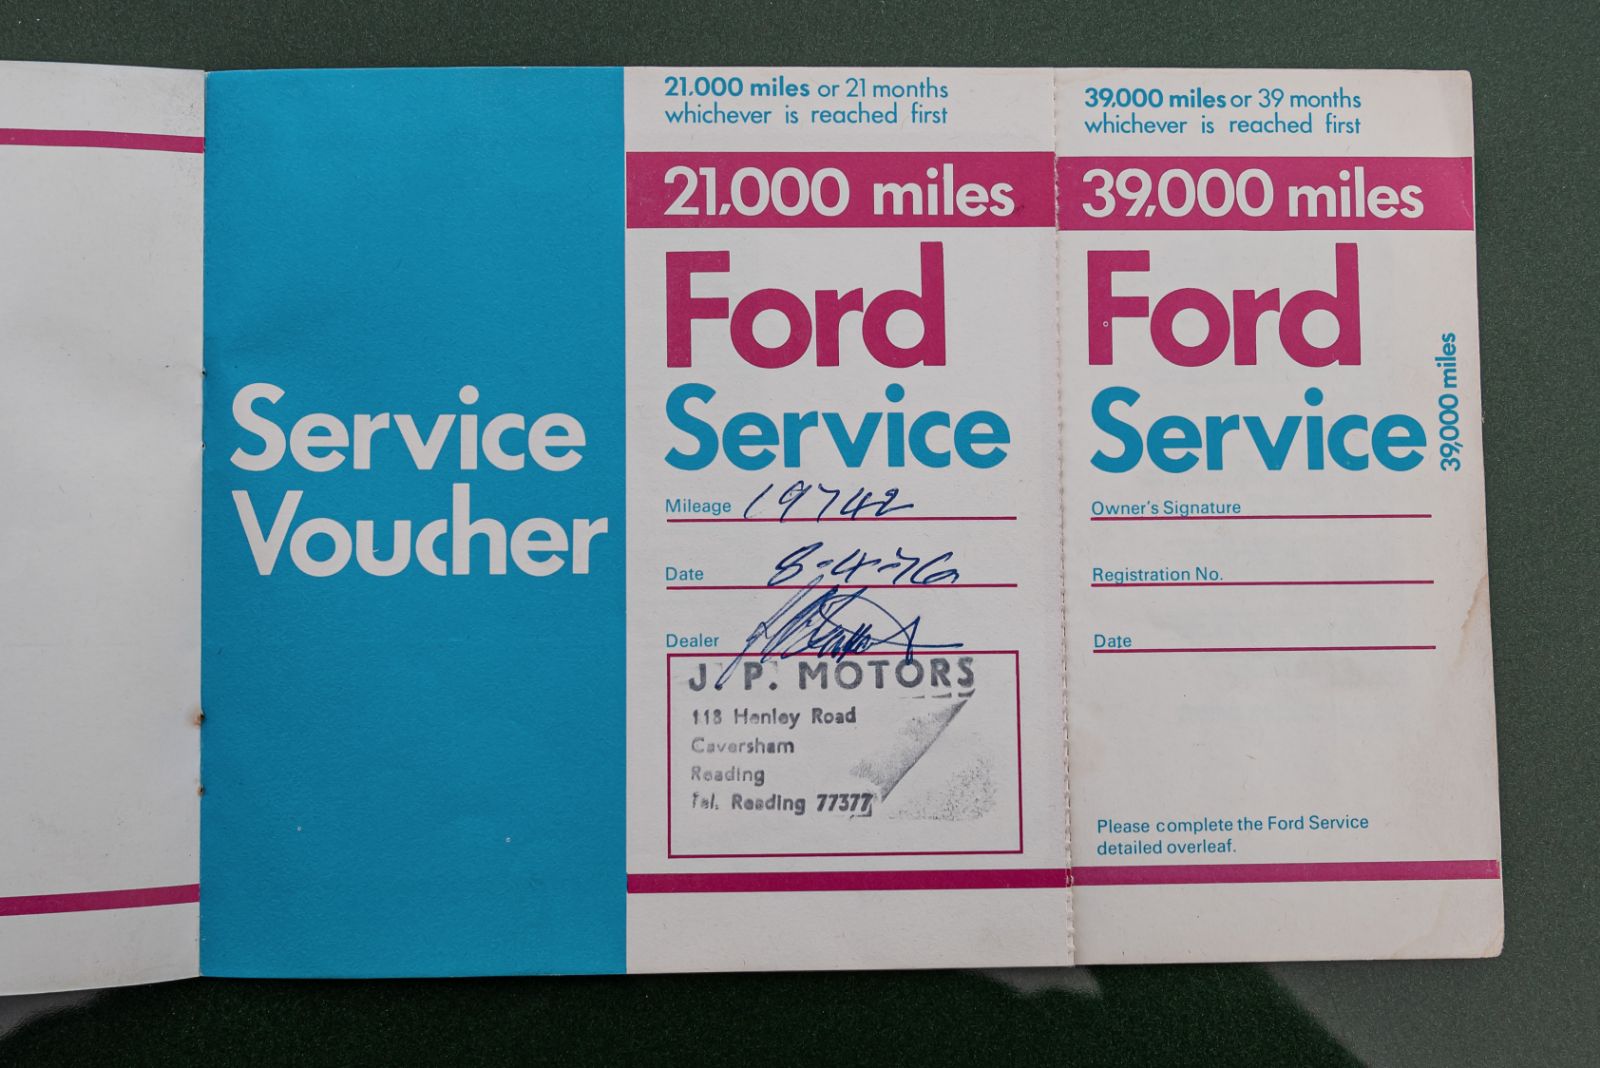 Service
Voucher
21,000 miles or 21 months
whichever is reached first
21,000 miles
Ford
Service
Mileage 19742
Date 8-4-76
Dealer
J. P. MOTORS
118 Henley Road
Caversham
Reading
Tel. Reading 77377
39,000 miles or 39 months
whichever is reached first
39,000 miles
Ford
Service
39,000 miles
Owner's Signature
Registration No.
Date
Please complete the Ford Service
detailed overleaf.